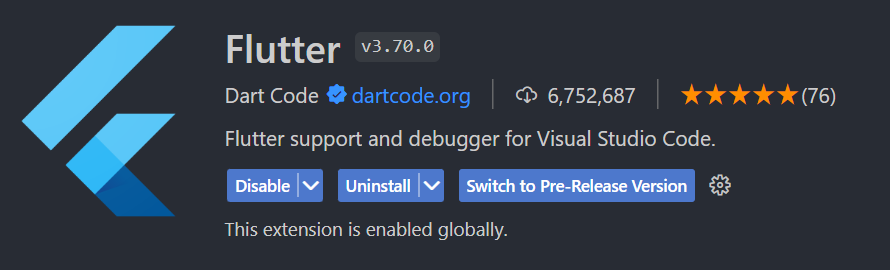 Flutter v3.70.0
Dart Code dartcode.org 6,752,687 (76)
Flutter support and debugger for Visual Studio Code.
Disable Uninstall Switch to Pre-Release Version
This extension is enabled globally.